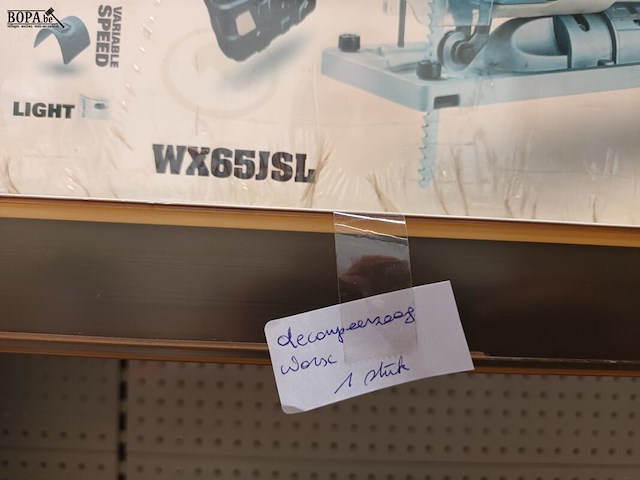 BOPA.be
VARIABLE
SPEED
LIGHT
WX65JSL
decoupeerzaag
Worx
1 stuk